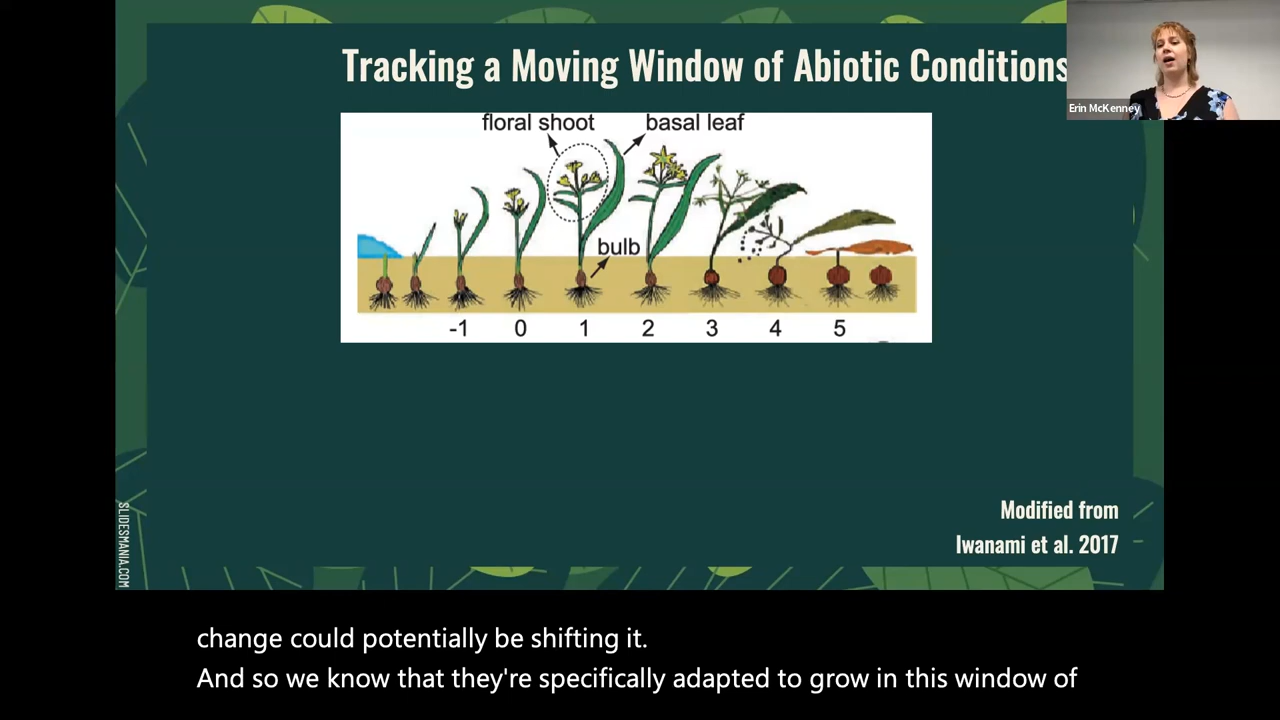 Tracking a Moving Window of Abiotic Conditions
Erin McKenney
floral shoot
basal leaf
bulb
-1 0 1 2 3 4 5
Modified from
Iwanami et al. 2017
SLIDESMANIA.COM
change could potentially be shifting it.
And so we know that they're specifically adapted to grow in this window of